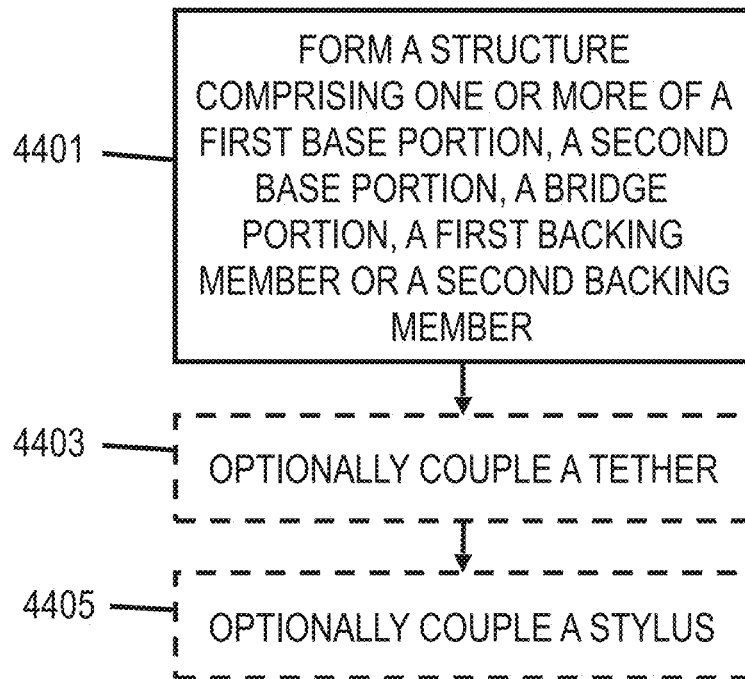 FORM A STRUCTURE
COMPRISING ONE OR MORE OF A
4401
FIRST BASE PORTION, A SECOND
BASE PORTION, A BRIDGE
PORTION, A FIRST BACKING
MEMBER OR A SECOND BACKING
MEMBER
4403
OPTIONALLY COUPLE A TETHER
4405
OPTIONALLY COUPLE A STYLUS